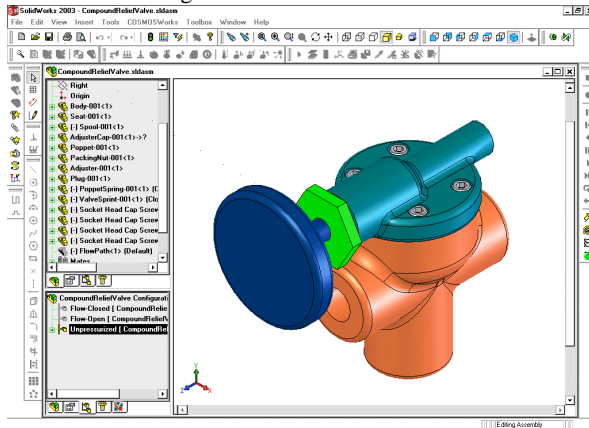 SolidWorks 2003 - CompoundReliefValve.sldasm
File Edit View Insert Tools COSMOSWorks Toolbox Window Help
CompoundReliefValve.sldasm
Right
Origin
Body-001<1>
Seat-001<1>
(-) Spool-001<1>
AdjusterCap-001<1>->?
Poppet-001<1>
PackingNut-001<1>
Adjuster-001<1>
Plug-001<1>
(-) PoppetSpring-001<1> (C
(-) ValveSprint-001<1> (Clo
(-) Socket Head Cap Screw
(-) Socket Head Cap Screw
(-) Socket Head Cap Screw
(-) Socket Head Cap Screw
(-) FlowPath<1> (Default)
Mates
CompoundReliefValve Configurati
Flow-Closed [ CompoundRelie
Flow-Open [ CompoundReliefV
Unpressurized [ CompoundRel
Y
Z X
Editing Assembly